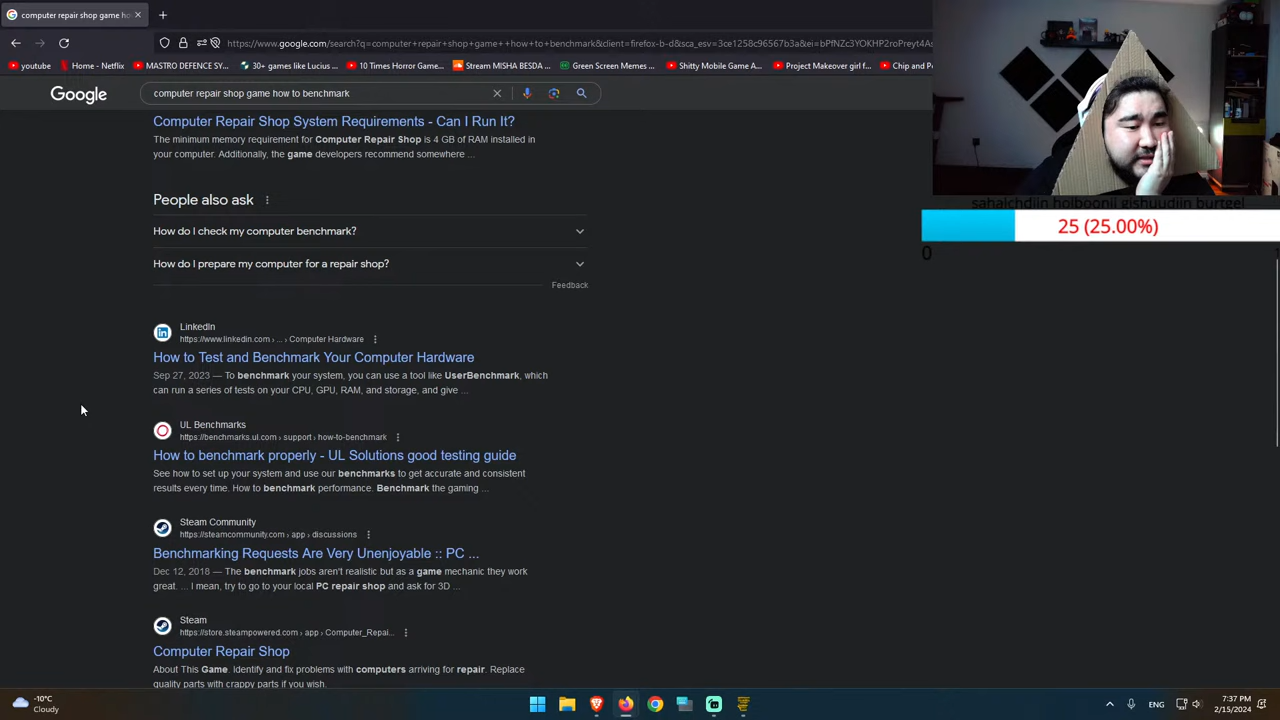 computer repair shop game ho
https://www.google.com/search?q=computer+repair+shop+game++how+to+benchmark&client=firefox-b-d&sca_esv=3ce1258c96567b3a&ei=
youtube
Home - Netflix
MASTRO DEFENCE SY...
30+ games like Lucius ...
10 Times Horror Game...
Stream MISHA BESDA ...
Green Screen Memes ...
Shitty Mobile Game A...
Project Makeover girl f...
Chip and Po
Google
computer repair shop game how to benchmark
Computer Repair Shop System Requirements - Can I Run It?
The minimum memory requirement for Computer Repair Shop is 4 GB of RAM installed in
your computer. Additionally, the game developers recommend somewhere ...
People also ask
How do I check my computer benchmark?
How do I prepare my computer for a repair shop?
Feedback
LinkedIn
https://www.linkedin.com › ... › Computer Hardware
How to Test and Benchmark Your Computer Hardware
Sep 27, 2023 — To benchmark your system, you can use a tool like UserBenchmark, which
can run a series of tests on your CPU, GPU, RAM, and storage, and give ...
UL Benchmarks
https://benchmarks.ul.com › support › how-to-benchmark
How to benchmark properly - UL Solutions good testing guide
See how to set up your system and use our benchmarks to get accurate and consistent
results every time. How to benchmark performance. Benchmark the gaming ...
Steam Community
https://steamcommunity.com › app › discussions
Benchmarking Requests Are Very Unenjoyable :: PC ...
Dec 12, 2018 — The benchmark jobs aren't realistic but as a game mechanic they work
great. ... I mean, try to go to your local PC repair shop and ask for 3D ...
Steam
https://store.steampowered.com › app › Computer_Repai...
Computer Repair Shop
About This Game. Identify and fix problems with computers arriving for repair. Replace
quality parts with crappy parts if you wish.
sahalchdiin holboonii gishuudiin burteel
25 (25.00%)
0
-10°C
Cloudy
ENG
7:37 PM
2/15/2024